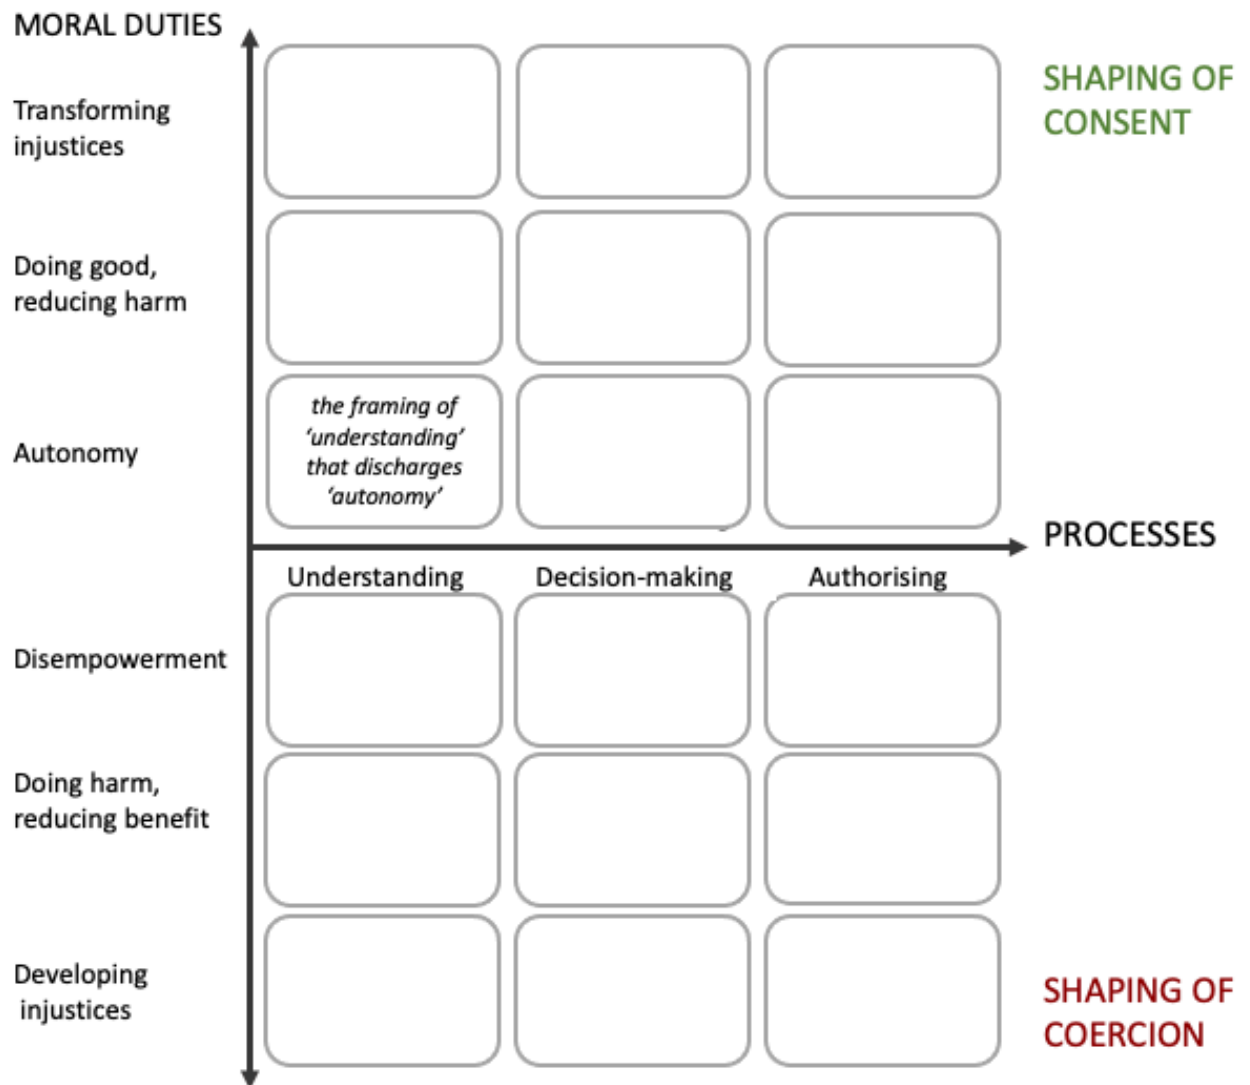 MORAL DUTIES
SHAPING OF
CONSENT
Transforming
injustices
Doing good,
reducing harm
Autonomy
the framing of
‘understanding’
that discharges
‘autonomy’
PROCESSES
Understanding
Decision-making
Authorising
Disempowerment
Doing harm,
reducing benefit
Developing
injustices
SHAPING OF
COERCION